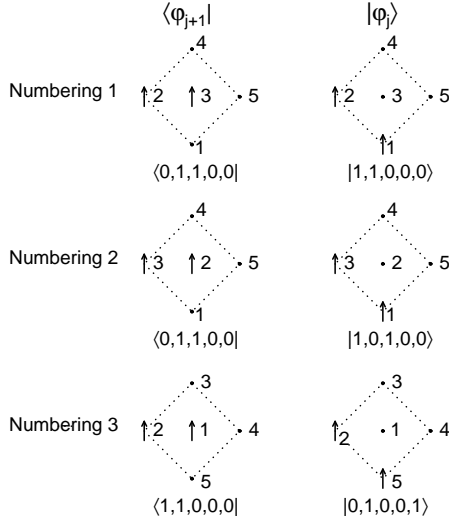 ⟨φj+1| |φj⟩
4 4
Numbering 1 2 3 5 2 3 5
1 1
⟨0,1,1,0,0| |1,1,0,0,0⟩
4 4
Numbering 2 3 2 5 3 2 5
1 1
⟨0,1,1,0,0| |1,0,1,0,0⟩
3 3
Numbering 3 2 1 4 2 1 4
5 5
⟨1,1,0,0,0| |0,1,0,0,1⟩